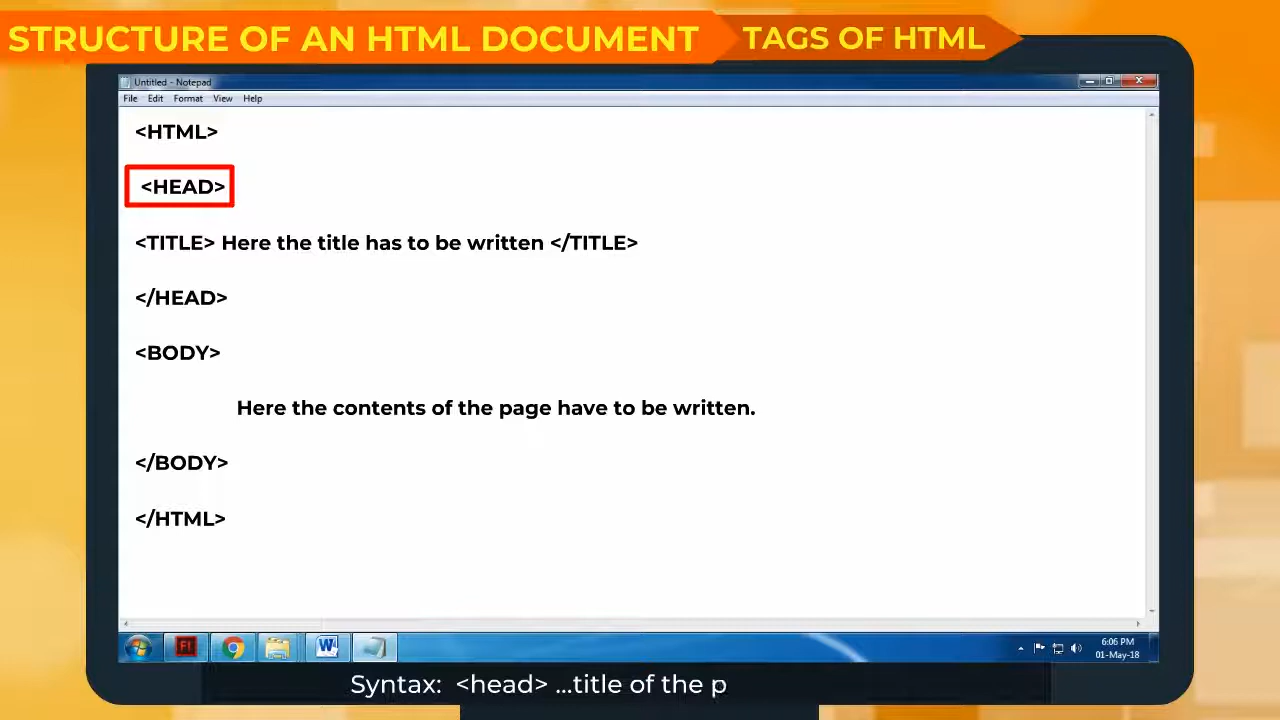 STRUCTURE OF AN HTML DOCUMENT TAGS OF HTML
Untitled - Notepad
File Edit Format View Help
<HTML>
<HEAD>
<TITLE> Here the title has to be written </TITLE>
</HEAD>
<BODY>
Here the contents of the page have to be written.
</BODY>
</HTML>
Fl W
6:06 PM
01-May-18
Syntax: <head> ...title of the p